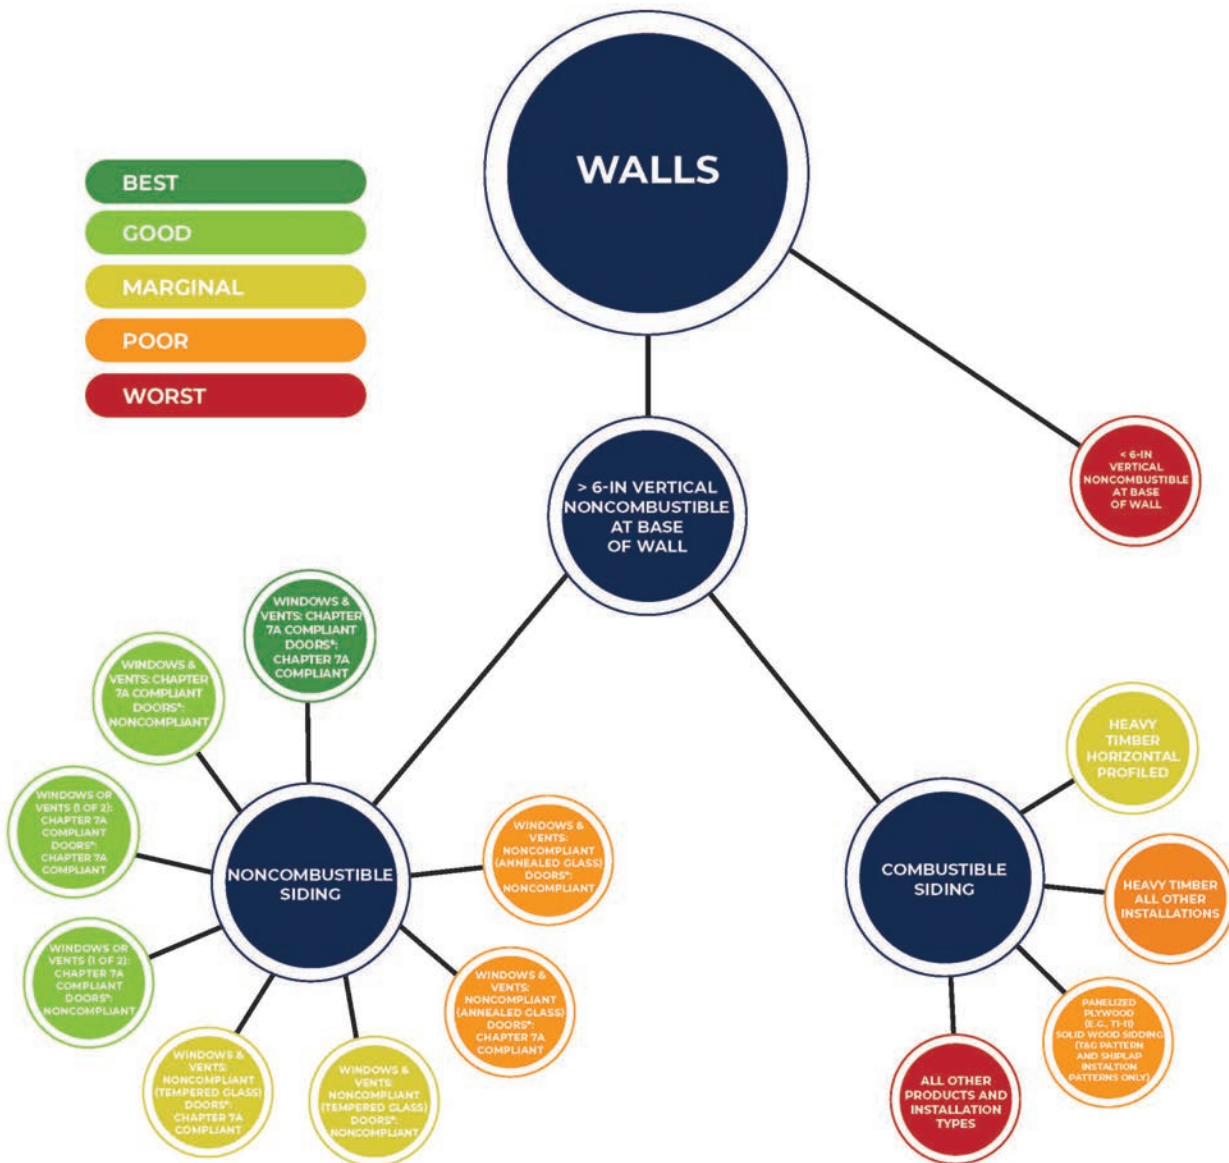 WALLS
BEST
GOOD
MARGINAL
POOR
WORST
> 6-IN VERTICAL
NONCOMBUSTIBLE
AT BASE
OF WALL
< 6-IN
VERTICAL
NONCOMBUSTIBLE
AT BASE
OF WALL
NONCOMBUSTIBLE
SIDING
WINDOWS &
VENTS: CHAPTER
7A COMPLIANT
DOORS*:
CHAPTER 7A
COMPLIANT
WINDOWS &
VENTS: CHAPTER
7A COMPLIANT
DOORS*:
NONCOMPLIANT
WINDOWS OR
VENTS (1 OF 2):
CHAPTER 7A
COMPLIANT
DOORS*:
CHAPTER 7A
COMPLIANT
WINDOWS OR
VENTS (1 OF 2):
CHAPTER 7A
COMPLIANT
DOORS*:
NONCOMPLIANT
WINDOWS &
VENTS:
NONCOMPLIANT
(TEMPERED GLASS)
DOORS*:
CHAPTER 7A
COMPLIANT
WINDOWS &
VENTS:
NONCOMPLIANT
(TEMPERED GLASS)
DOORS*:
NONCOMPLIANT
WINDOWS &
VENTS:
NONCOMPLIANT
(ANNEALED GLASS)
DOORS*:
CHAPTER 7A
COMPLIANT
WINDOWS &
VENTS:
NONCOMPLIANT
(ANNEALED GLASS)
DOORS*:
NONCOMPLIANT
COMBUSTIBLE
SIDING
HEAVY
TIMBER
HORIZONTAL
PROFILED
HEAVY TIMBER
ALL OTHER
INSTALLATIONS
PANELIZED
PLYWOOD
(E.G., T1-11)
SOLID WOOD SIDDING
(T&G PATTERN
AND SHIPLAP
INSTALTION
PATTERNS ONLY)
ALL OTHER
PRODUCTS AND
INSTALLATION
TYPES